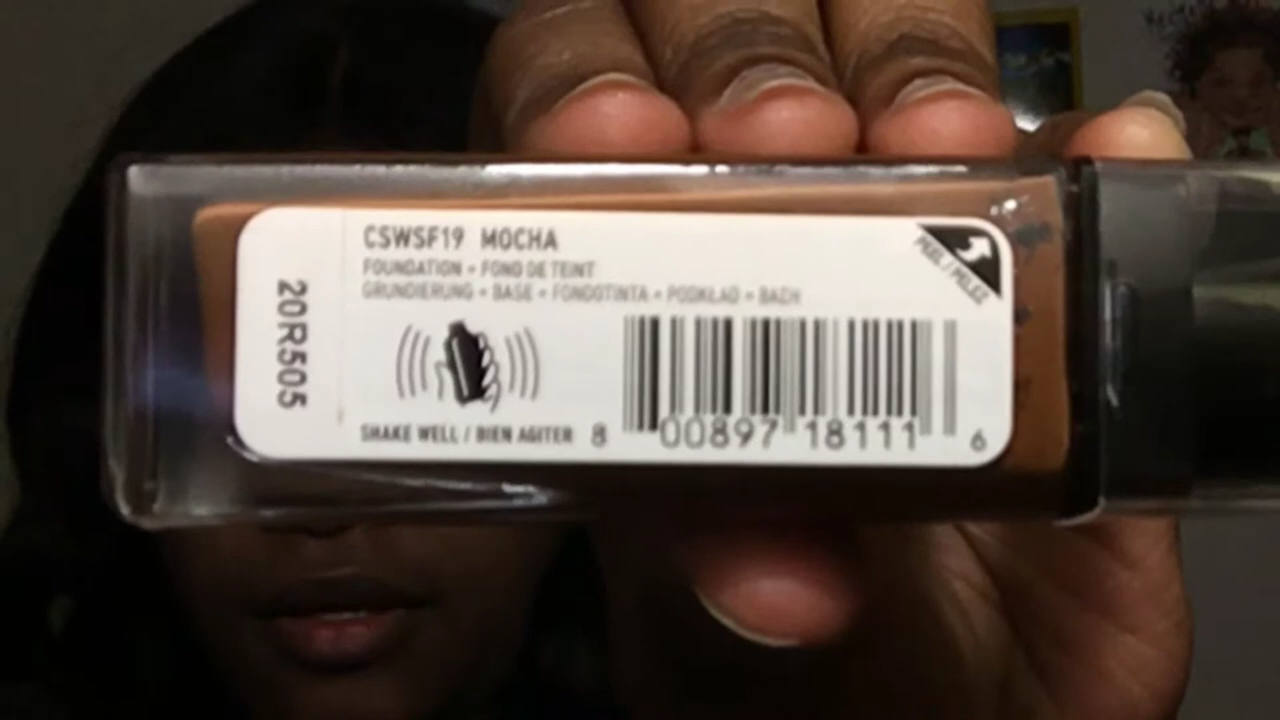 CSWSF19 MOCHA
FOUNDATION • FOND DE TEINT
GRUNDIERUNG • BASE • FONDOTINTA • PODKŁAD • BAZA
PEEL / PELEZ
20R505
SHAKE WELL / BIEN AGITER
8 00897 18111 6